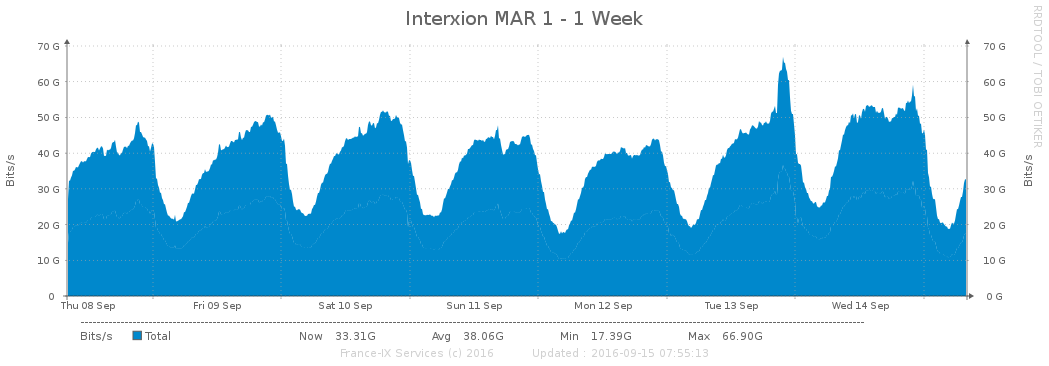 Interxion MAR 1 - 1 Week
RRDTOOL / TOBI OETIKER
Bits/s
Bits/s
70 G 70 G
60 G 60 G
50 G 50 G
40 G 40 G
30 G 30 G
20 G 20 G
10 G 10 G
0 0 G
Thu 08 Sep Fri 09 Sep Sat 10 Sep Sun 11 Sep Mon 12 Sep Tue 13 Sep Wed 14 Sep
Bits/s Total Now 33.31G Avg 38.06G Min 17.39G Max 66.90G
France-IX Services (c) 2016 Updated : 2016-09-15 07:55:13